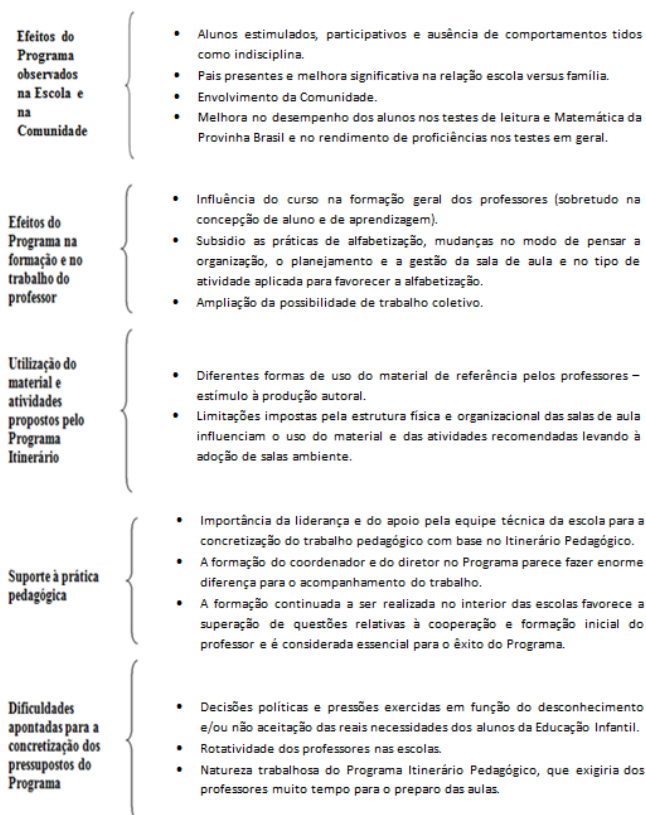 Efeitos do
Programa
observados
na Escola e
na
Comunidade
• Alunos estimulados, participativos e ausência de comportamentos tidos
como indisciplina.
• Pais presentes e melhora significativa na relação escola versus família.
• Envolvimento da Comunidade.
• Melhora no desempenho dos alunos nos testes de leitura e Matemática da
Provinha Brasil e no rendimento de proficiências nos testes em geral.
Efeitos do
Programa na
formação e no
trabalho do
professor
• Influência do curso na formação geral dos professores (sobretudo na
concepção de aluno e de aprendizagem).
• Subsidio as práticas de alfabetização, mudanças no modo de pensar a
organização, o planejamento e a gestão da sala de aula e no tipo de
atividade aplicada para favorecer a alfabetização.
• Ampliação da possibilidade de trabalho coletivo.
Utilização do
material e
atividades
propostos pelo
Programa
Itinerário
• Diferentes formas de uso do material de referência pelos professores –
estímulo à produção autoral.
• Limitações impostas pela estrutura física e organizacional das salas de aula
influenciam o uso do material e das atividades recomendadas levando à
adoção de salas ambiente.
Suporte à prática
pedagógica
• Importância da liderança e do apoio pela equipe técnica da escola para a
concretização do trabalho pedagógico com base no Itinerário Pedagógico.
• A formação do coordenador e do diretor no Programa parece fazer enorme
diferença para o acompanhamento do trabalho.
• A formação continuada a ser realizada no interior das escolas favorece a
superação de questões relativas à cooperação e formação inicial do
professor e é considerada essencial para o êxito do Programa.
Dificuldades
apontadas para a
concretização dos
pressupostos do
Programa
• Decisões políticas e pressões exercidas em função do desconhecimento
e/ou não aceitação das reais necessidades dos alunos da Educação Infantil.
• Rotatividade dos professores nas escolas.
• Natureza trabalhosa do Programa Itinerário Pedagógico, que exigiria dos
professores muito tempo para o preparo das aulas.